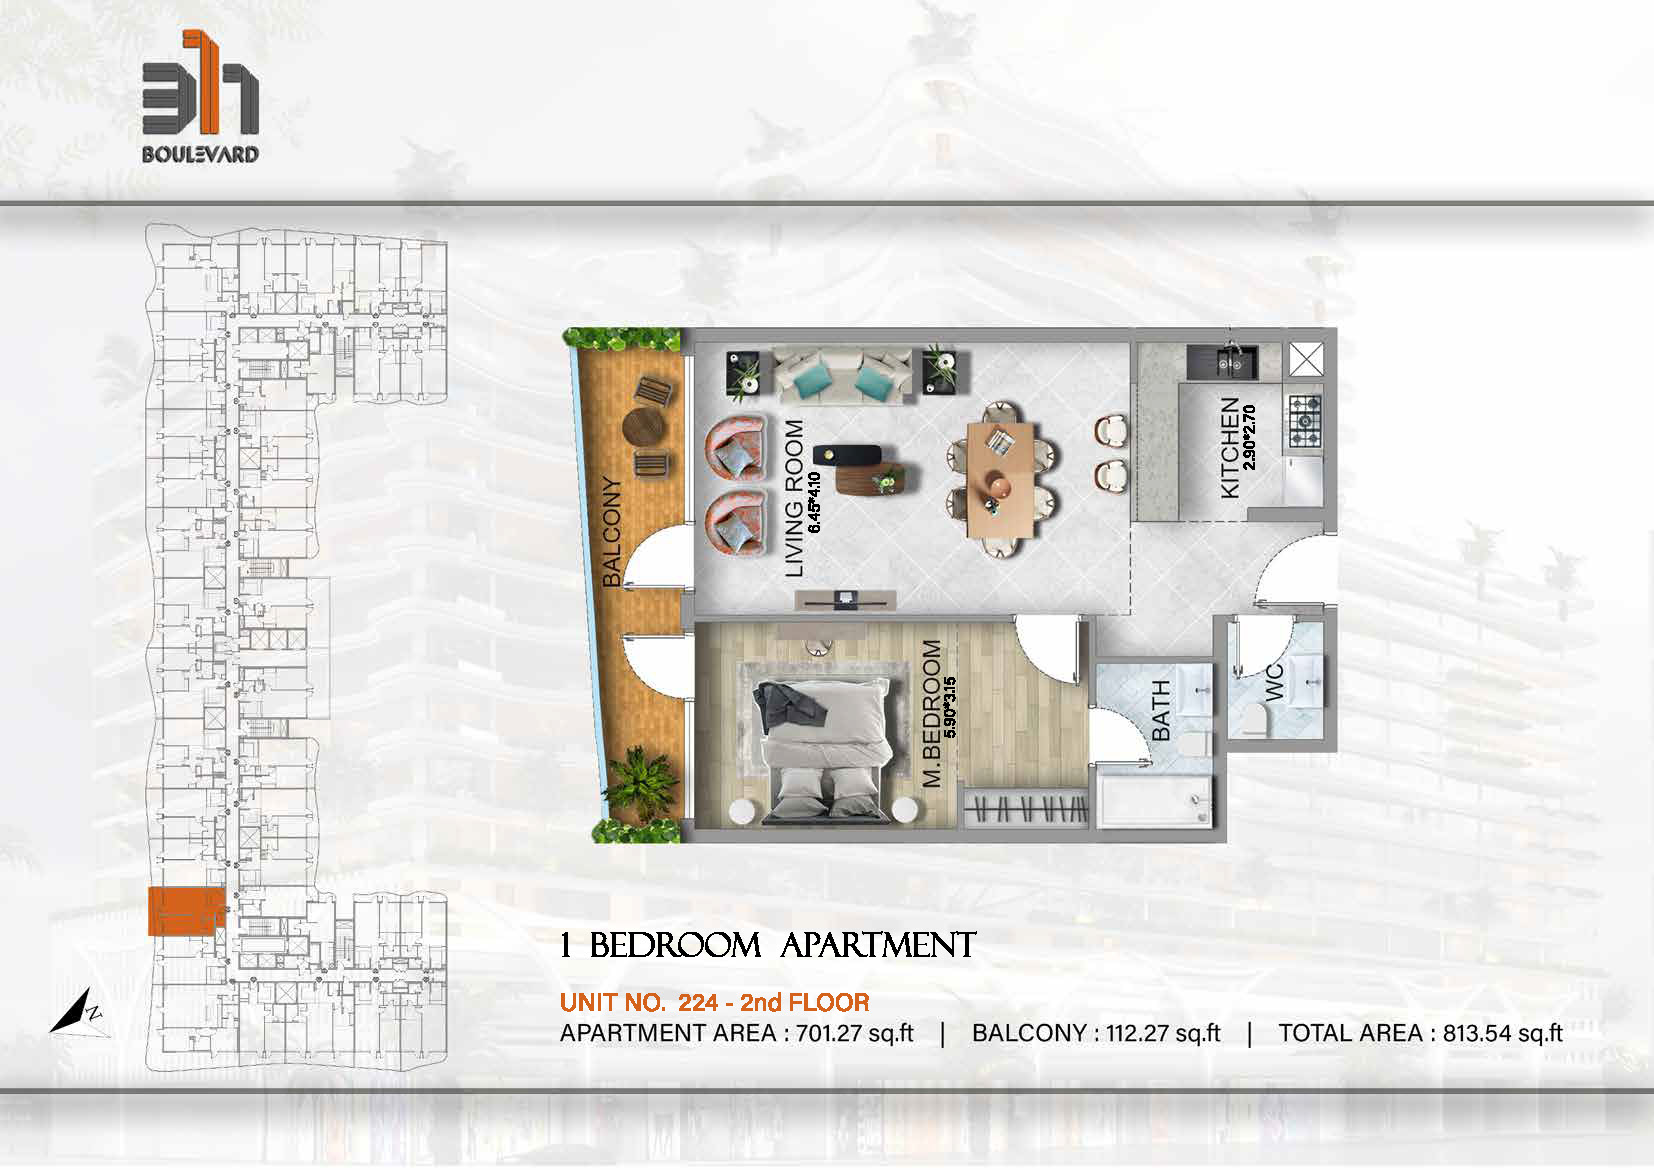 311
BOULEVARD
BALCONY
LIVING ROOM
6.45*4.10
KITCHEN
2.90*2.70
M.BEDROOM
5.90*3.15
BATH
WC
N
1 BEDROOM APARTMENT
UNIT NO. 224 - 2nd FLOOR
APARTMENT AREA : 701.27 sq.ft | BALCONY : 112.27 sq.ft | TOTAL AREA : 813.54 sq.ft